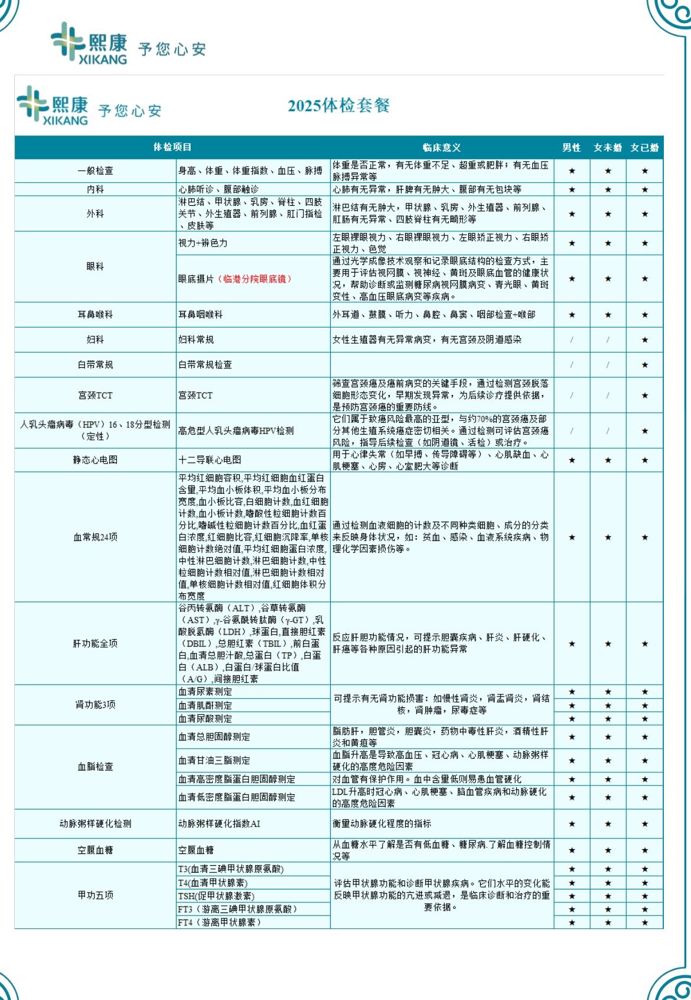 熙康 XIKANG 予您心安
熙康 XIKANG 予您心安
2025体检套餐
体检项目 临床意义 男性 女未婚 女已婚
一般检查 身高、体重、体重指数、血压、脉搏 体重是否正常，有无体重不足、超重或肥胖；有无血压
脉搏异常等 ★ ★ ★
内科 心肺听诊、腹部触诊 心肺有无异常，肝脾有无肿大、腹部有无包块等 ★ ★ ★
外科 淋巴结、甲状腺、乳房、脊柱、四肢
关节、外生殖器、前列腺、肛门指检
、皮肤等
淋巴结有无肿大，甲状腺、乳房、外生殖器、前列腺、
肛肠有无异常、四肢脊柱有无畸形等 ★ ★ ★
眼科 视力+辨色力 左眼裸眼视力、右眼裸眼视力、左眼矫正视力、右眼矫
正视力、色觉 ★ ★ ★
眼底摄片（临港分院眼底镜） 通过光学成像技术观察和记录眼底结构的检查方式，主
要用于评估视网膜、视神经、黄斑及眼底血管的健康状
况，帮助诊断或监测糖尿病视网膜病变、青光眼、黄斑
变性、高血压眼底病变等疾病。 ★ ★ ★
耳鼻喉科 耳鼻咽喉科 外耳道、鼓膜、听力、鼻腔、鼻窦、咽部检查+喉部 ★ ★ ★
妇科 妇科常规 女性生殖器有无异常病变，有无宫颈及阴道感染 / / ★
白带常规 白带常规检查 / / ★
宫颈TCT 宫颈TCT 筛查宫颈癌及癌前病变的关键手段，通过检测宫颈脱落
细胞形态变化，早期发现异常，为后续诊疗提供依据，
是预防宫颈癌的重要防线。 / / ★
人乳头瘤病毒（HPV）16、18分型检测
（定性） 高危型人乳头瘤病毒HPV检测 它们属于致癌风险最高的亚型，与约70%的宫颈癌及部
分其他生殖系统癌症密切相关。通过检测可评估宫颈癌
风险，指导后续检查（如阴道镜、活检）或治疗。 / / ★
静态心电图 十二导联心电图 用于心律失常（如早搏、传导障碍等）、心肌缺血、心
肌梗塞、心房、心室肥大等诊断 ★ ★ ★
血常规24项 平均红细胞容积,平均红细胞血红蛋白
含量,平均血小板体积,平均血小板分布
宽度,血小板比容,白细胞计数,血红细胞
计数,血小板计数,嗜酸性粒细胞计数百
分比,嗜碱性粒细胞计数百分比,血红蛋
白浓度,红细胞比容,红细胞沉降率,单核
细胞计数绝对值,平均红细胞蛋白浓度,
中性淋巴细胞计数,淋巴细胞计数,中性
粒细胞计数相对值,淋巴细胞计数相对
值,单核细胞计数相对值,红细胞体积分
布宽度
通过检测血液细胞的计数及不同种类细胞、成分的分类
来反映身体状况，如：贫血、感染、血液系统疾病、物
理化学因素损伤等。 ★ ★ ★
肝功能全项 谷丙转氨酶（ALT）,谷草转氨酶
（AST）,γ-谷氨酰转肽酶（γ-GT）,乳
酸脱氢酶（LDH）,球蛋白,直接胆红素
（DBIL）,总胆红素（TBIL）,前白蛋
白,血清总胆汁酸,总蛋白（TP）,白蛋
白（ALB）,白蛋白/球蛋白比值
（A/G）,间接胆红素
反应肝胆功能情况，可提示胆囊疾病、肝炎、肝硬化、
肝癌等各种原因引起的肝功能异常 ★ ★ ★
肾功能3项 血清尿素测定 ★ ★ ★
血清肌酐测定 ★ ★ ★
血清尿酸测定 ★ ★ ★
可提示有无肾功能损害：如慢性肾炎，肾盂肾炎，肾结
核，肾肿瘤，尿毒症等
血脂检查 血清总胆固醇测定 脂肪肝，胆管炎，胆囊炎，药物中毒性肝炎，酒精性肝
炎和黄疸等 ★ ★ ★
血清甘油三脂测定 血脂升高是导致高血压、冠心病、心肌梗塞、动脉粥样
硬化的高度危险因素 ★ ★ ★
血清高密度脂蛋白胆固醇测定 对血管有保护作用。血中含量低则易患血管硬化 ★ ★ ★
血清低密度脂蛋白胆固醇测定 LDL升高时冠心病、心肌梗塞、脑血管疾病和动脉硬化
的高度危险因素 ★ ★ ★
动脉粥样硬化检测 动脉粥样硬化指数AI 衡量动脉硬化程度的指标 ★ ★ ★
空腹血糖 空腹血糖 从血糖水平了解是否有低血糖、糖尿病.了解血糖控制情
况等 ★ ★ ★
甲功五项 T3(血清三碘甲状腺原氨酸) ★ ★ ★
T4(血清甲状腺素) ★ ★ ★
TSH(促甲状腺激素) ★ ★ ★
FT3（游离三碘甲状腺原氨酸） ★ ★ ★
FT4（游离甲状腺素） ★ ★ ★
评估甲状腺功能和诊断甲状腺疾病。它们水平的变化能
反映甲状腺功能的亢进或减退，是临床诊断和治疗的重
要依据。